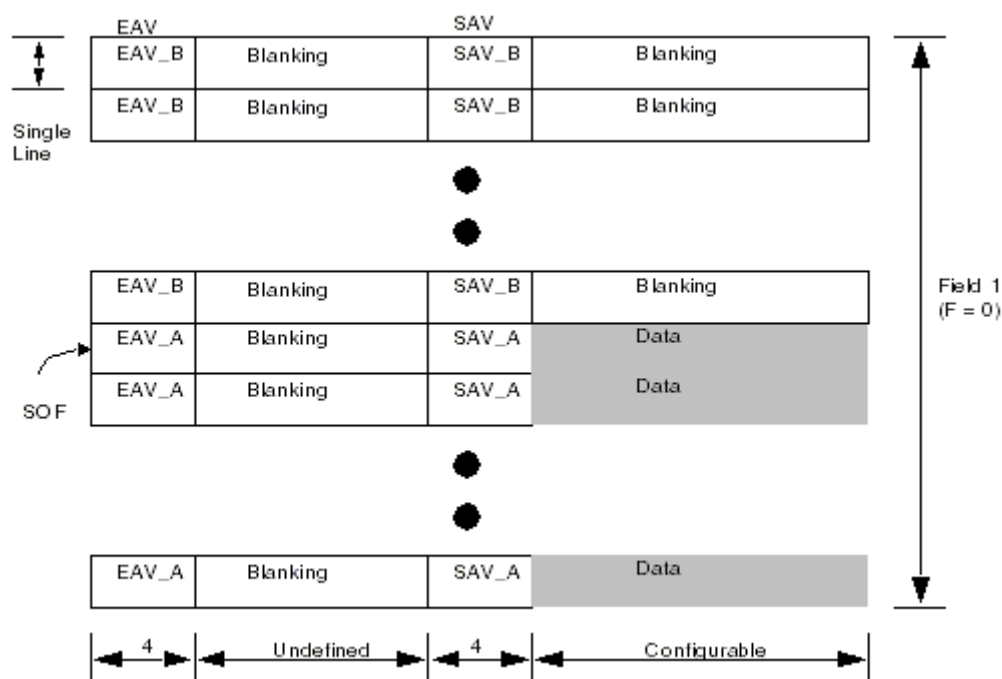 EAV SAV
EAV_B Blanking SAV_B Blanking
EAV_B Blanking SAV_B Blanking
Single
Line
EAV_B Blanking SAV_B Blanking
Field 1
(F = 0)
EAV_A Blanking SAV_A Data
EAV_A Blanking SAV_A Data
SOF
EAV_A Blanking SAV_A Data
4 Undefined 4 Configurable